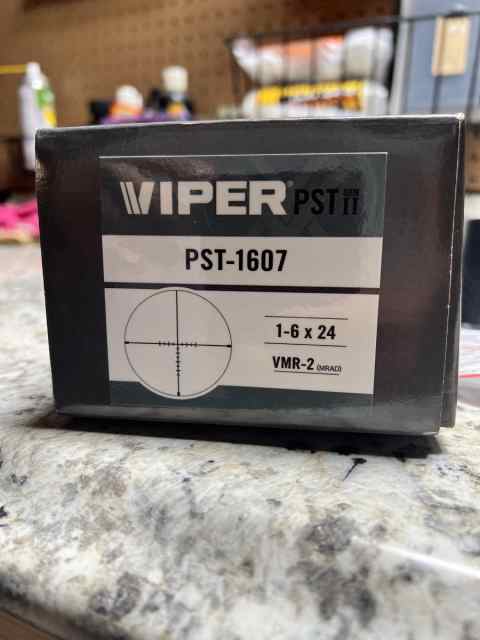 VIPER® PST GEN II
PST-1607
1-6 x 24
VMR-2 (MRAD)